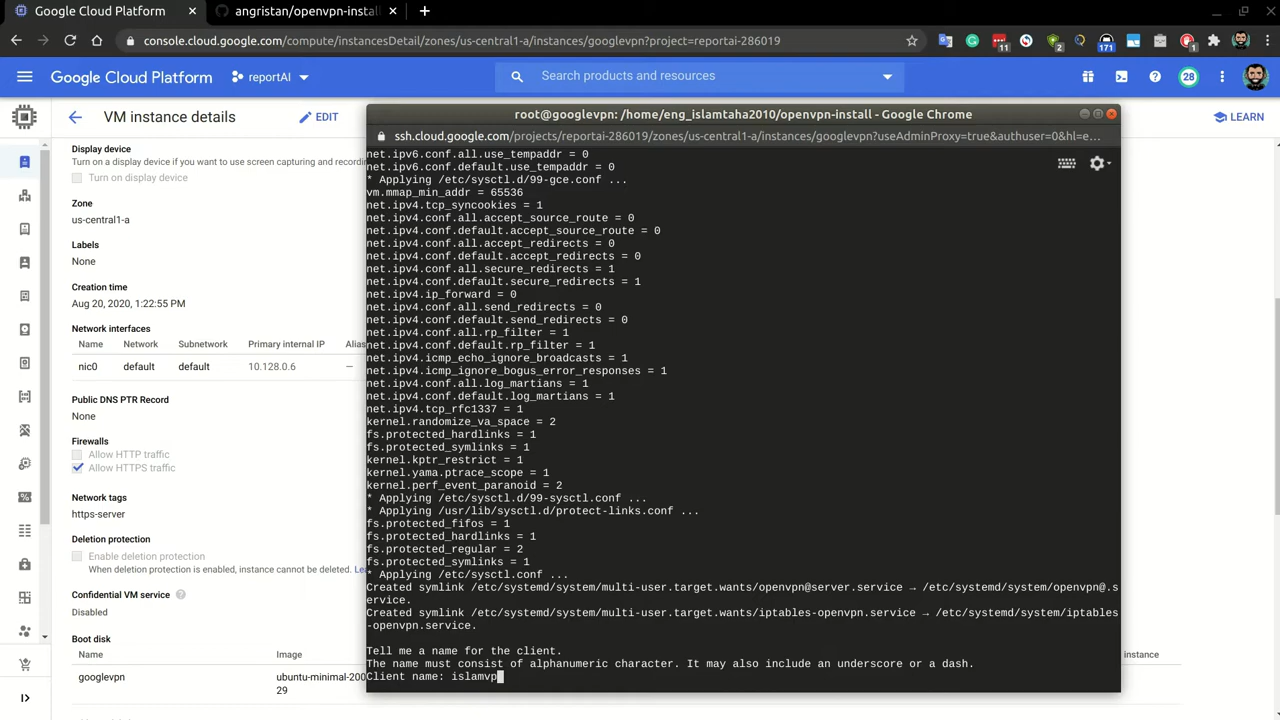 Google Cloud Platform
angristan/openvpn-install
console.cloud.google.com/compute/instancesDetail/zones/us-central1-a/instances/googlevpn?project=reportai-286019
11
2
171
Google Cloud Platform
reportAI
Search products and resources
28
VM instance details
EDIT
LEARN
Display device
Turn on a display device if you want to use screen capturing and recordin
Turn on display device
Zone
us-central1-a
Labels
None
Creation time
Aug 20, 2020, 1:22:55 PM
Network interfaces
Name Network Subnetwork Primary internal IP Alias
nic0 default default 10.128.0.6 —
Public DNS PTR Record
None
Firewalls
Allow HTTP traffic
Allow HTTPS traffic
Network tags
https-server
Deletion protection
Enable deletion protection
When deletion protection is enabled, instance cannot be deleted. Lea
Confidential VM service
Disabled
Boot disk
Name Image
googlevpn ubuntu-minimal-200
29
instance
root@googlevpn: /home/eng_islamtaha2010/openvpn-install - Google Chrome
ssh.cloud.google.com/projects/reportai-286019/zones/us-central1-a/instances/googlevpn?useAdminProxy=true&authuser=0&hl=e...
net.ipv6.conf.all.use_tempaddr = 0
net.ipv6.conf.default.use_tempaddr = 0
* Applying /etc/sysctl.d/99-gce.conf ...
vm.mmap_min_addr = 65536
net.ipv4.tcp_syncookies = 1
net.ipv4.conf.all.accept_source_route = 0
net.ipv4.conf.default.accept_source_route = 0
net.ipv4.conf.all.accept_redirects = 0
net.ipv4.conf.default.accept_redirects = 0
net.ipv4.conf.all.secure_redirects = 1
net.ipv4.conf.default.secure_redirects = 1
net.ipv4.ip_forward = 0
net.ipv4.conf.all.send_redirects = 0
net.ipv4.conf.default.send_redirects = 0
net.ipv4.conf.all.rp_filter = 1
net.ipv4.conf.default.rp_filter = 1
net.ipv4.icmp_echo_ignore_broadcasts = 1
net.ipv4.icmp_ignore_bogus_error_responses = 1
net.ipv4.conf.all.log_martians = 1
net.ipv4.conf.default.log_martians = 1
net.ipv4.tcp_rfc1337 = 1
kernel.randomize_va_space = 2
fs.protected_hardlinks = 1
fs.protected_symlinks = 1
kernel.kptr_restrict = 1
kernel.yama.ptrace_scope = 1
kernel.perf_event_paranoid = 2
* Applying /etc/sysctl.d/99-sysctl.conf ...
* Applying /usr/lib/sysctl.d/protect-links.conf ...
fs.protected_fifos = 1
fs.protected_hardlinks = 1
fs.protected_regular = 2
fs.protected_symlinks = 1
* Applying /etc/sysctl.conf ...
Created symlink /etc/systemd/system/multi-user.target.wants/openvpn@server.service → /etc/systemd/system/openvpn@.s
ervice.
Created symlink /etc/systemd/system/multi-user.target.wants/iptables-openvpn.service → /etc/systemd/system/iptables
-openvpn.service.
Tell me a name for the client.
The name must consist of alphanumeric character. It may also include an underscore or a dash.
Client name: islamvp